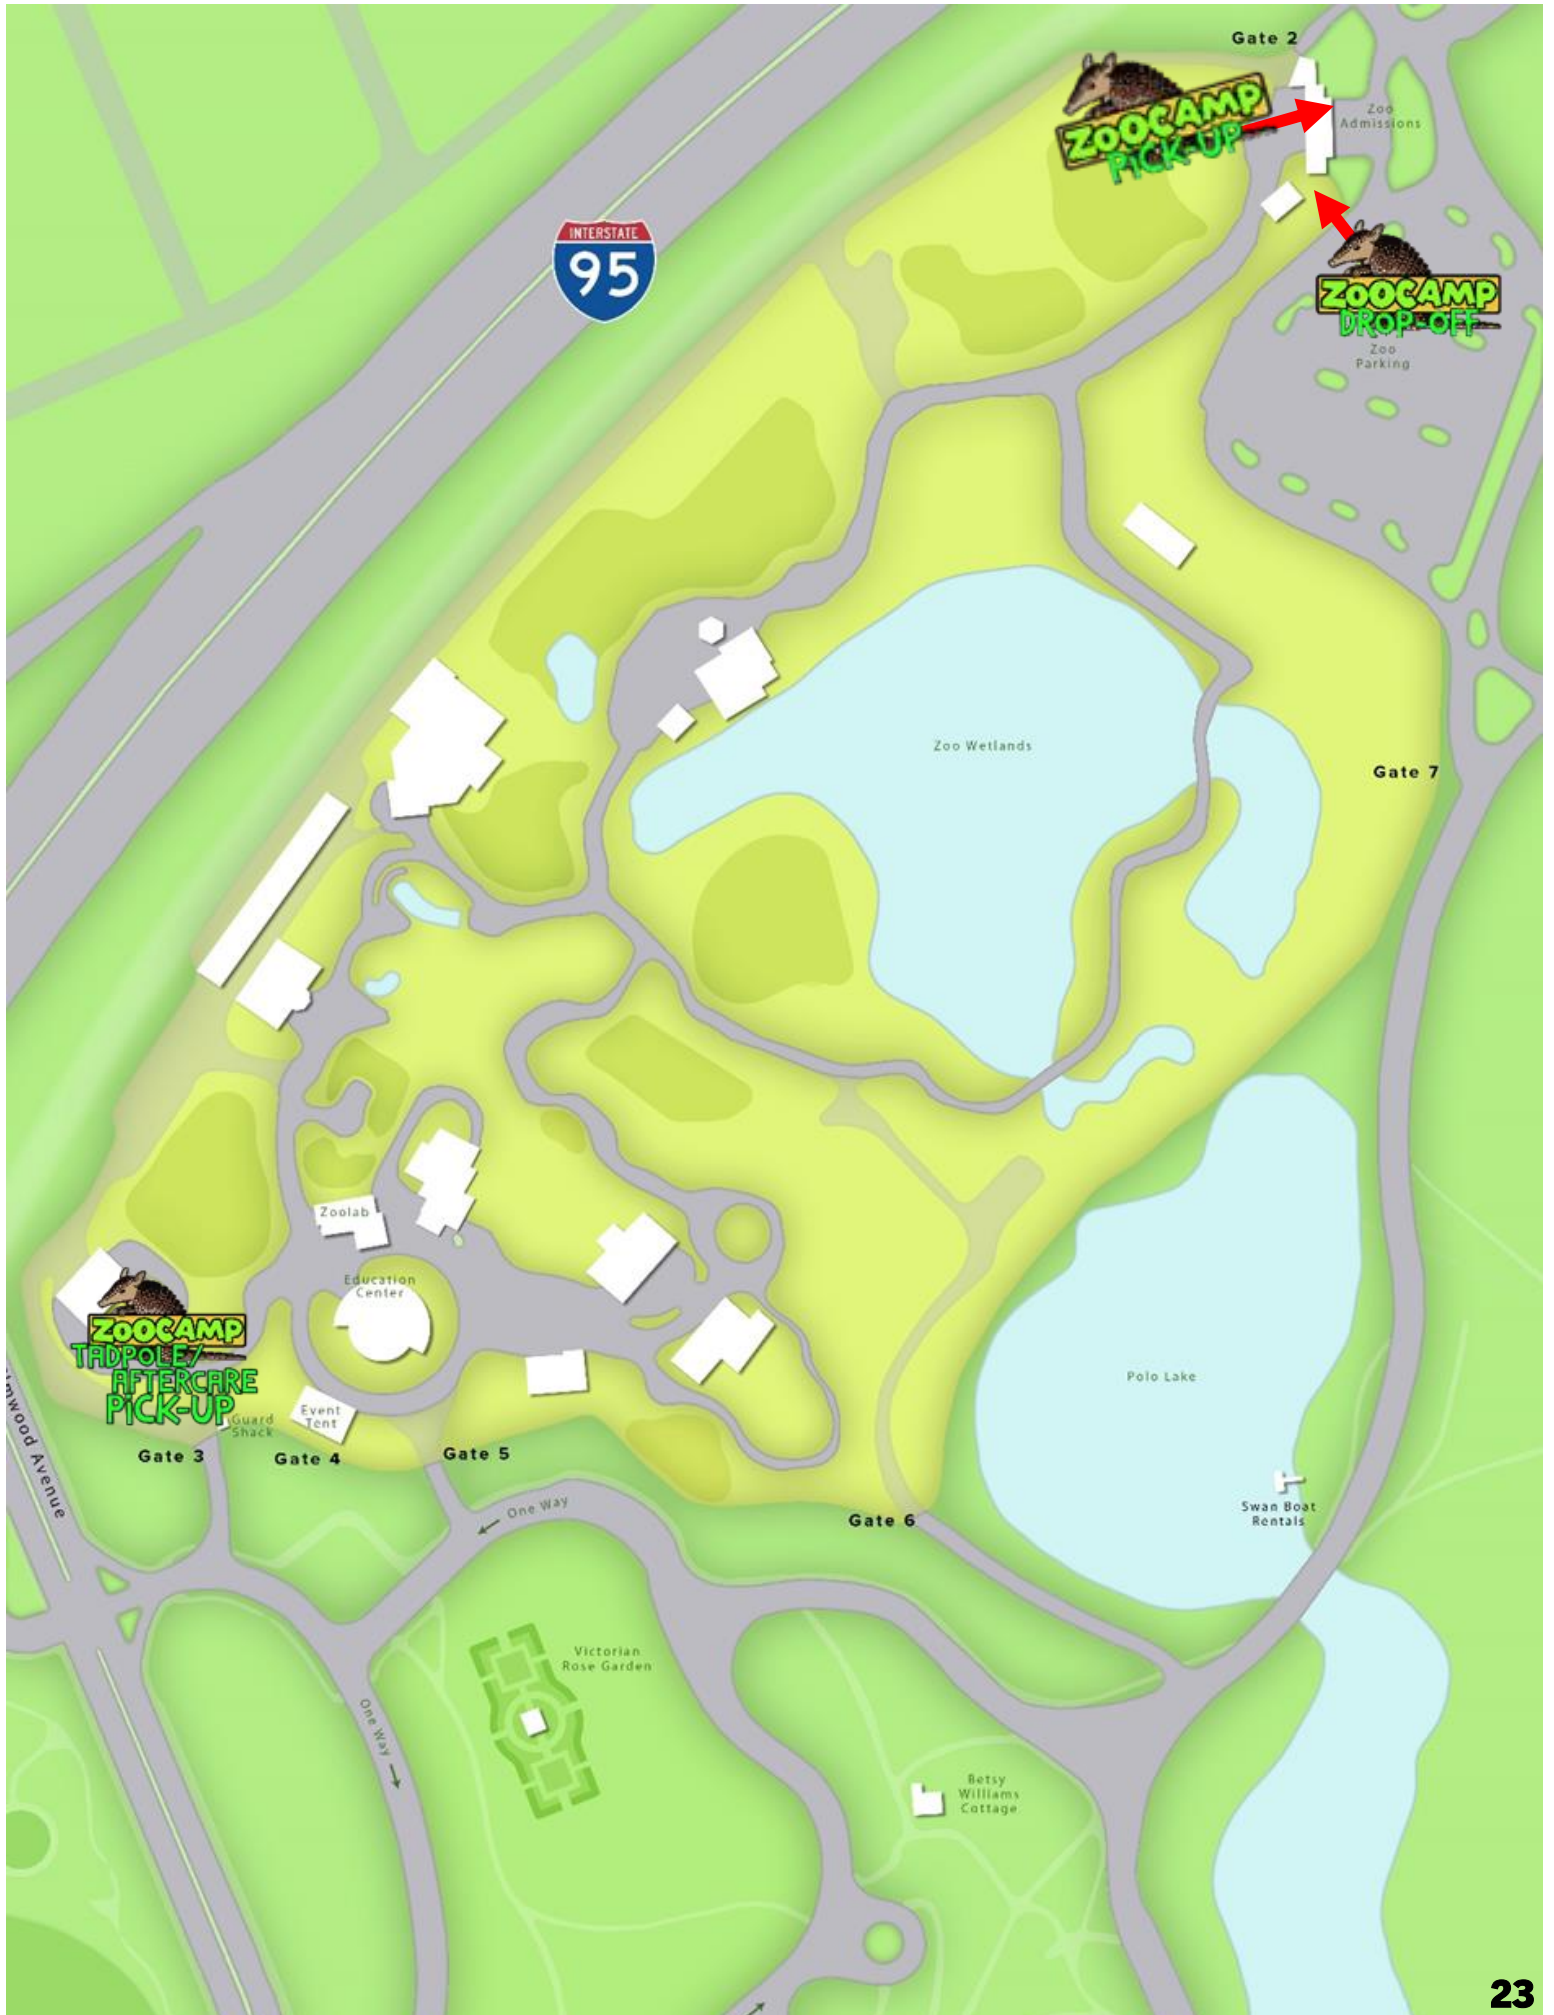 Gate 2
ZOOCAMP
PICK-UP
Zoo
Admissions
INTERSTATE
95
ZOOCAMP
DROP-OFF
Zoo
Parking
Zoo Wetlands
Gate 7
Zoolab
Education
Center
ZOOCAMP
TADPOLE/
AFTERCARE
PICK-UP
Guard
Shack
Event
Tent
Gate 3
Gate 4
Gate 5
Polo Lake
One Way
Gate 6
Swan Boat
Rentals
Avenue
Victorian
Rose Garden
One Way
Betsy
Williams
Cottage
23